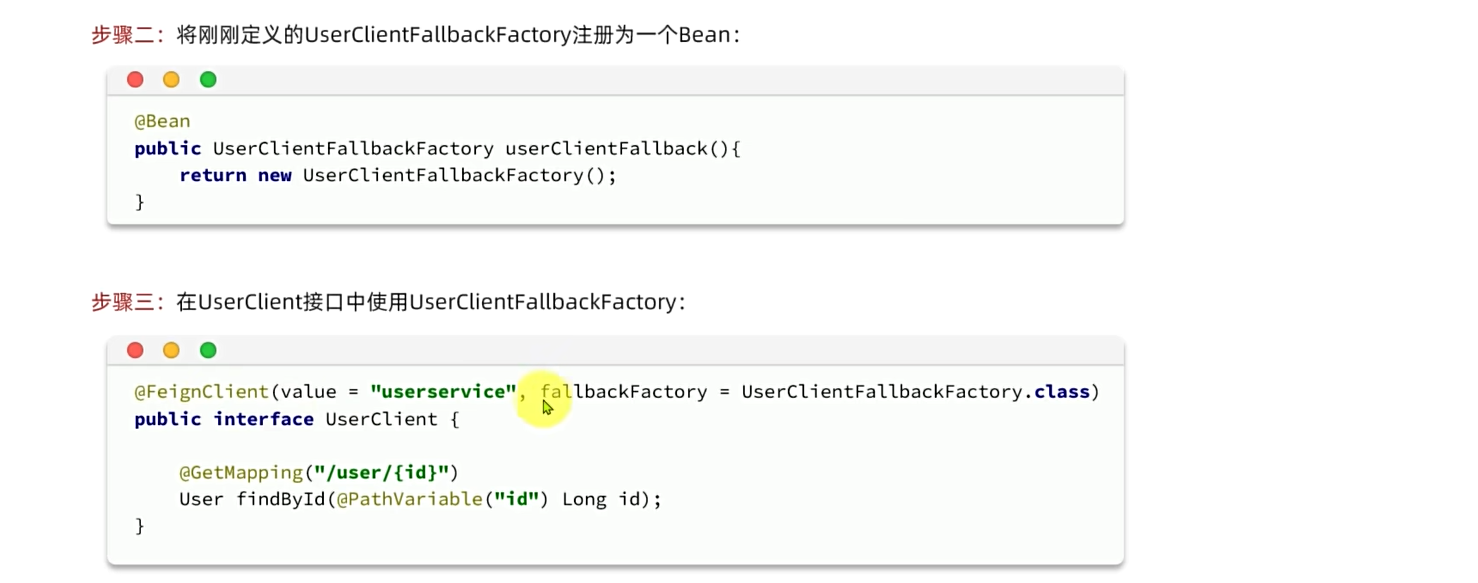 步骤二：将刚刚定义的UserClientFallbackFactory注册为一个Bean：
@Bean
public UserClientFallbackFactory userClientFallback(){
    return new UserClientFallbackFactory();
}
步骤三：在UserClient接口中使用UserClientFallbackFactory：
@FeignClient(value = "userservice", fallbackFactory = UserClientFallbackFactory.class)
public interface UserClient {
    @GetMapping("/user/{id}")
    User findById(@PathVariable("id") Long id);
}